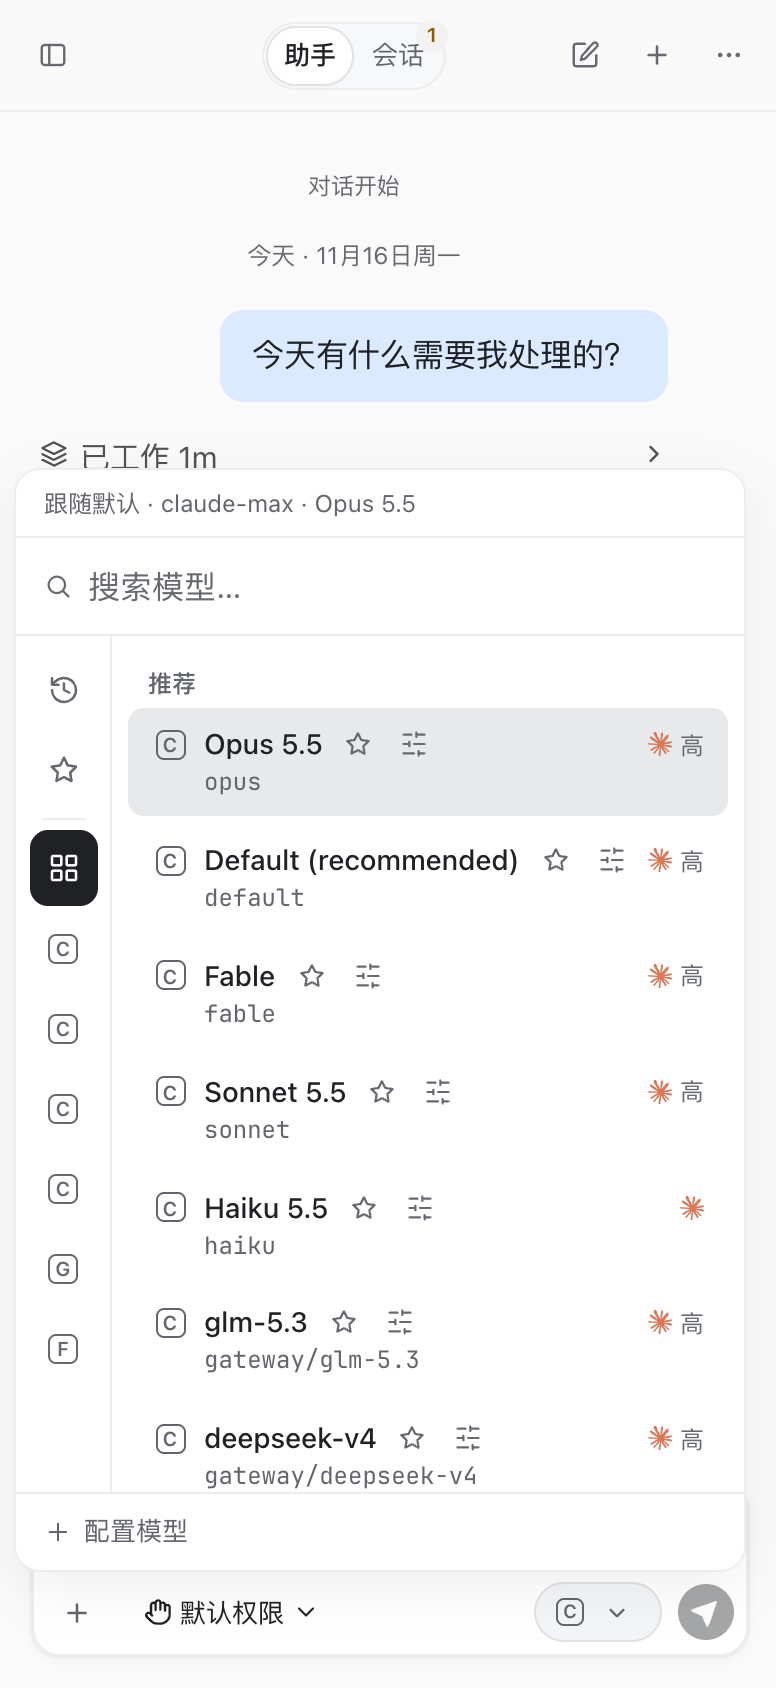 助手
会话
1
对话开始
今天 · 11月16日周一
今天有什么需要我处理的?
已工作 1m
跟随默认 · claude-max · Opus 5.5
搜索模型...
推荐
C Opus 5.5 高
opus
C Default (recommended) 高
default
C Fable 高
fable
C Sonnet 5.5 高
sonnet
C Haiku 5.5
haiku
C glm-5.3 高
gateway/glm-5.3
C deepseek-v4 高
gateway/deepseek-v4
C
C
C
C
G
F
配置模型
默认权限
C